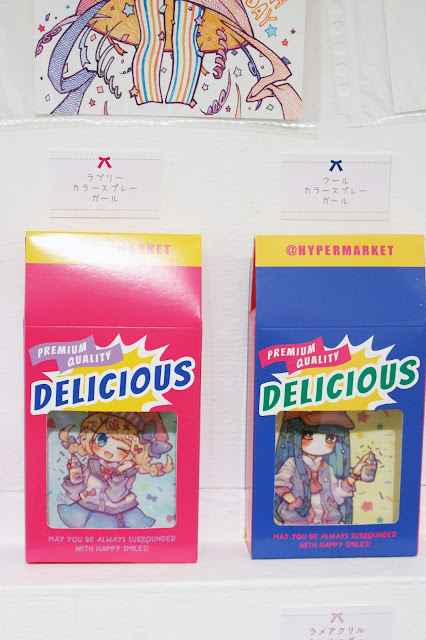 DAY
ラブリー
カラースプレー
ガール
クール
カラースプレー
ガール
MARKET
@HYPERMARKET
PREMIUM
QUALITY
DELICIOUS
PREMIUM
QUALITY
DELICIOUS
MAY YOU BE ALWAYS SURROUNDED
WITH HAPPY SMILES!
MAY YOU BE ALWAYS SURROUNDED
WITH HAPPY SMILES!
ラメアクリル